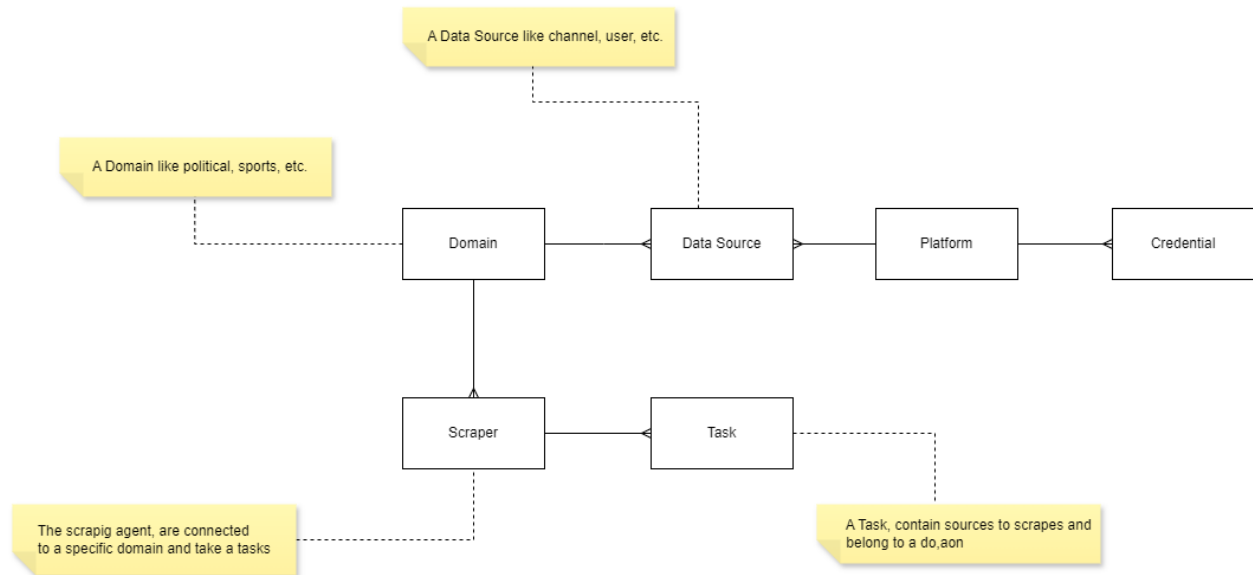 A Data Source like channel, user, etc.
A Domain like political, sports, etc.
Domain
Data Source
Platform
Credential
Scraper
Task
The scrapig agent, are connected
to a specific domain and take a tasks
A Task, contain sources to scrapes and
belong to a do,aon